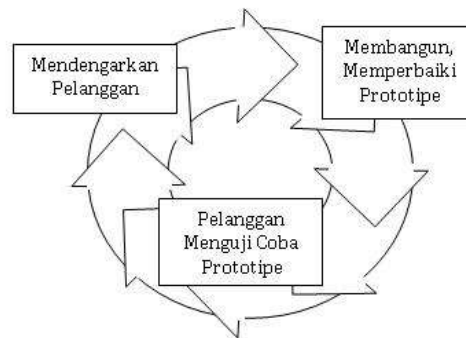 Mendengarkan
Pelanggan
Membangun,
Memperbaiki
Prototipe
Pelanggan
Menguji Coba
Prototipe